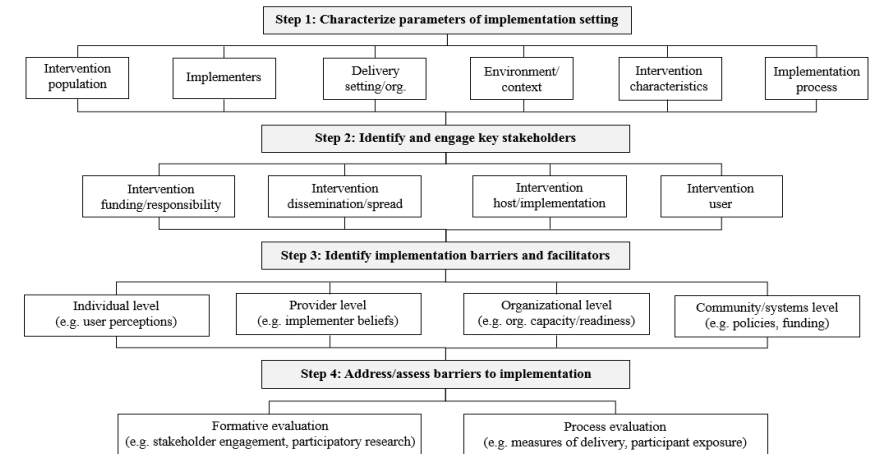 Step 1: Characterize parameters of implementation setting
Intervention
population
Implementers
Delivery
setting/org.
Environment/
context
Intervention
characteristics
Implementation
process
Step 2: Identify and engage key stakeholders
Intervention
funding/responsibility
Intervention
dissemination/spread
Intervention
host/implementation
Intervention
user
Step 3: Identify implementation barriers and facilitators
Individual level
(e.g. user perceptions)
Provider level
(e.g. implementer beliefs)
Organizational level
(e.g. org. capacity/readiness)
Community/systems level
(e.g. policies, funding)
Step 4: Address/assess barriers to implementation
Formative evaluation
(e.g. stakeholder engagement, participatory research)
Process evaluation
(e.g. measures of delivery, participant exposure)